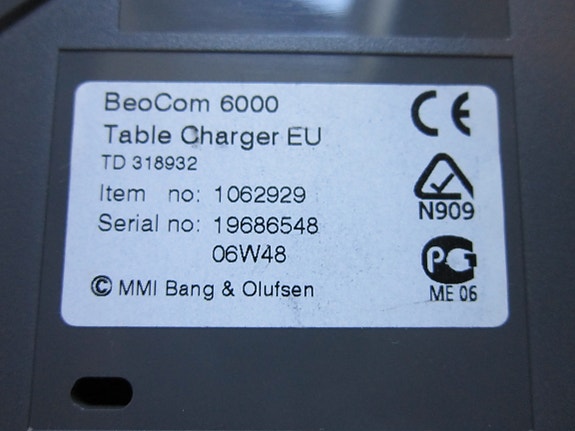 BeoCom 6000
Table Charger EU
TD 318932
Item no: 1062929
Serial no: 19686548
06W48
© MMI Bang & Olufsen
CE
N909
PG
ME 06